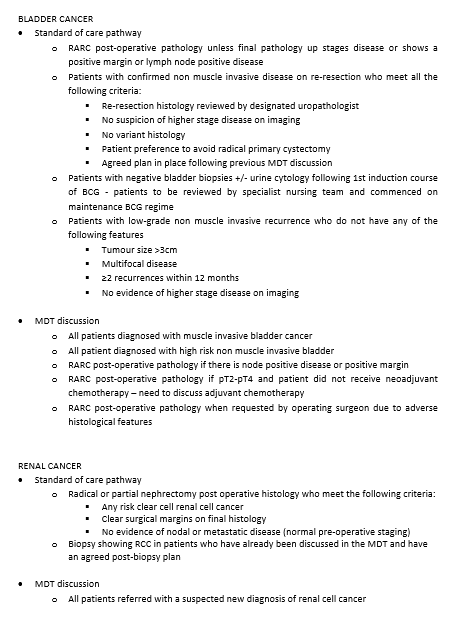 BLADDER CANCER
• Standard of care pathway
o RARC post-operative pathology unless final pathology up stages disease or shows a
positive margin or lymph node positive disease
o Patients with confirmed non muscle invasive disease on re-resection who meet all the
following criteria:
▪ Re-resection histology reviewed by designated uropathologist
▪ No suspicion of higher stage disease on imaging
▪ No variant histology
▪ Patient preference to avoid radical primary cystectomy
▪ Agreed plan in place following previous MDT discussion
o Patients with negative bladder biopsies +/- urine cytology following 1st induction course
of BCG - patients to be reviewed by specialist nursing team and commenced on
maintenance BCG regime
o Patients with low-grade non muscle invasive recurrence who do not have any of the
following features
▪ Tumour size >3cm
▪ Multifocal disease
▪ ≥2 recurrences within 12 months
▪ No evidence of higher stage disease on imaging
• MDT discussion
o All patients diagnosed with muscle invasive bladder cancer
o All patient diagnosed with high risk non muscle invasive bladder
o RARC post-operative pathology if there is node positive disease or positive margin
o RARC post-operative pathology if pT2-pT4 and patient did not receive neoadjuvant
chemotherapy – need to discuss adjuvant chemotherapy
o RARC post-operative pathology when requested by operating surgeon due to adverse
histological features
RENAL CANCER
• Standard of care pathway
o Radical or partial nephrectomy post operative histology who meet the following criteria:
▪ Any risk clear cell renal cell cancer
▪ Clear surgical margins on final histology
▪ No evidence of nodal or metastatic disease (normal pre-operative staging)
o Biopsy showing RCC in patients who have already been discussed in the MDT and have
an agreed post-biopsy plan
• MDT discussion
o All patients referred with a suspected new diagnosis of renal cell cancer